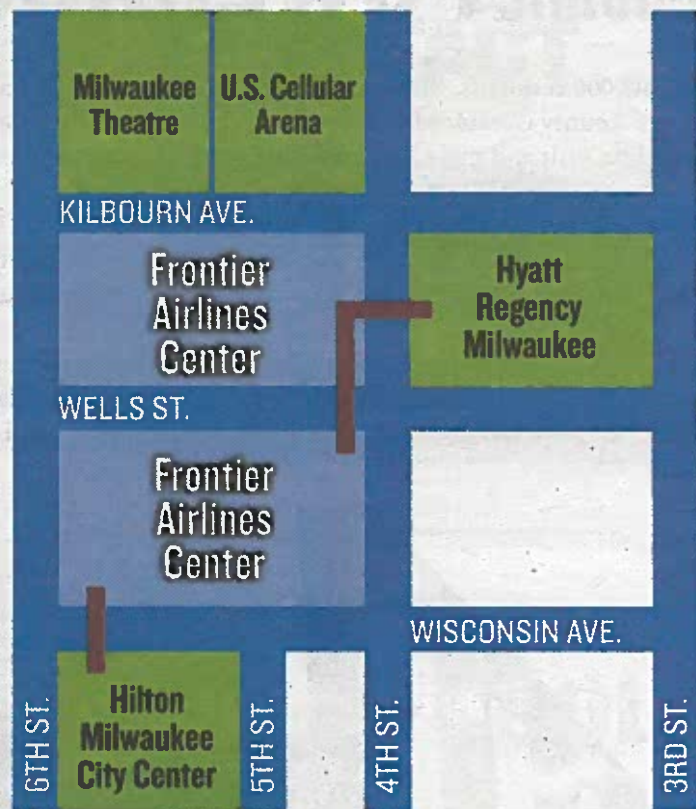 Milwaukee
Theatre
U.S. Cellular
Arena
KILBOURN AVE.
Frontier
Airlines
Center
Hyatt
Regency
Milwaukee
WELLS ST.
Frontier
Airlines
Center
WISCONSIN AVE.
Hilton
Milwaukee
City Center
6TH ST.
5TH ST.
4TH ST.
3RD ST.